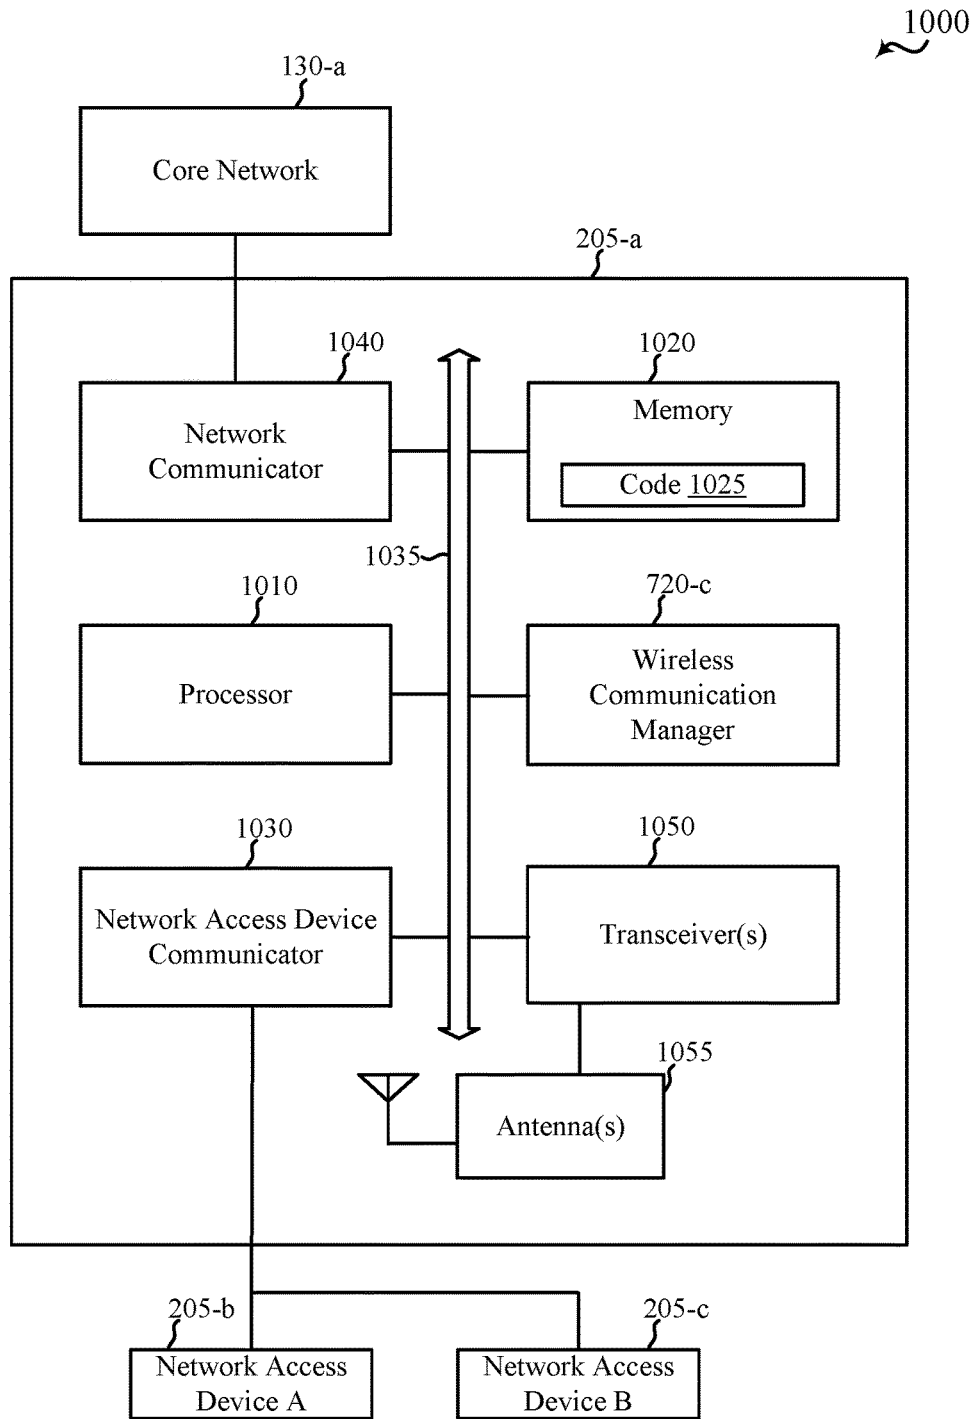 1000
130-a
Core Network
205-a
1040
1020
Network
Communicator
Memory
Code 1025
1035
1010
720-c
Processor
Wireless
Communication
Manager
1030
1050
Network Access Device
Communicator
Transceiver(s)
1055
Antenna(s)
205-b
205-c
Network Access
Device A
Network Access
Device B